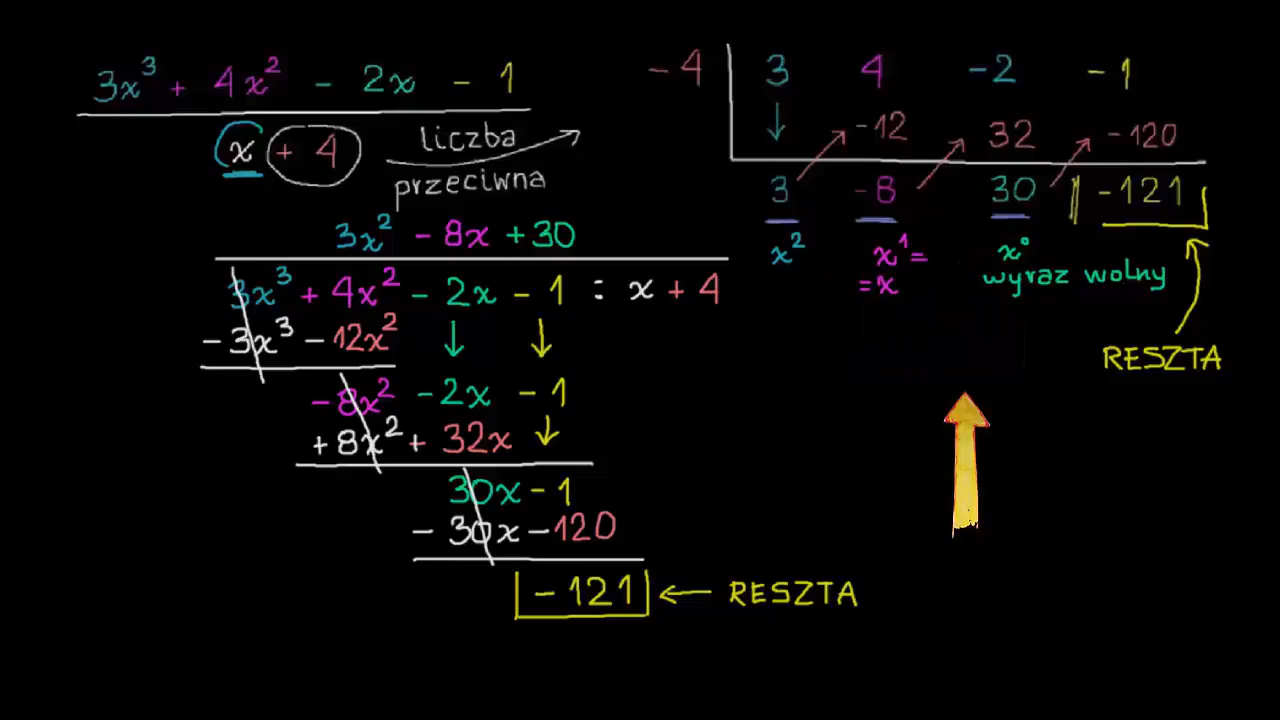 3x³ + 4x² - 2x - 1
x + 4
liczba
przeciwna
3x² - 8x + 30
3x³ + 4x² - 2x - 1 : x + 4
- 3x³ - 12x²
- 8x² - 2x - 1
+ 8x² + 32x
30x - 1
- 30x - 120
- 121 ← RESZTA
- 4 | 3 4 -2 -1
-12 32 -120
3 -8 30 | -121
x² x¹ = x⁰
= x wyraz wolny
RESZTA